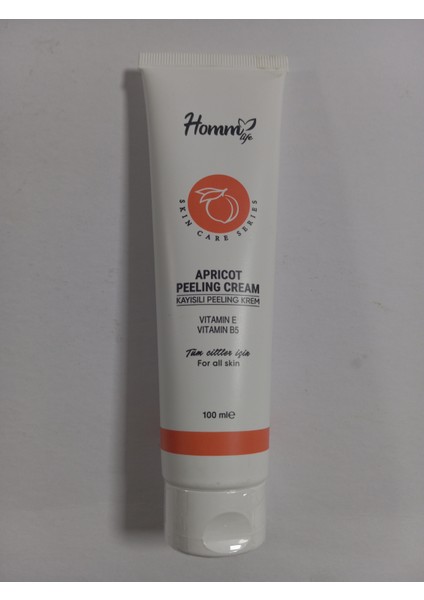 Homm
life
SKIN CARE SERIES
APRICOT
PEELING CREAM
KAYISILI PEELING KREM
VITAMIN E
VITAMIN B5
Tüm ciltler için
For all skin
100 ml℮